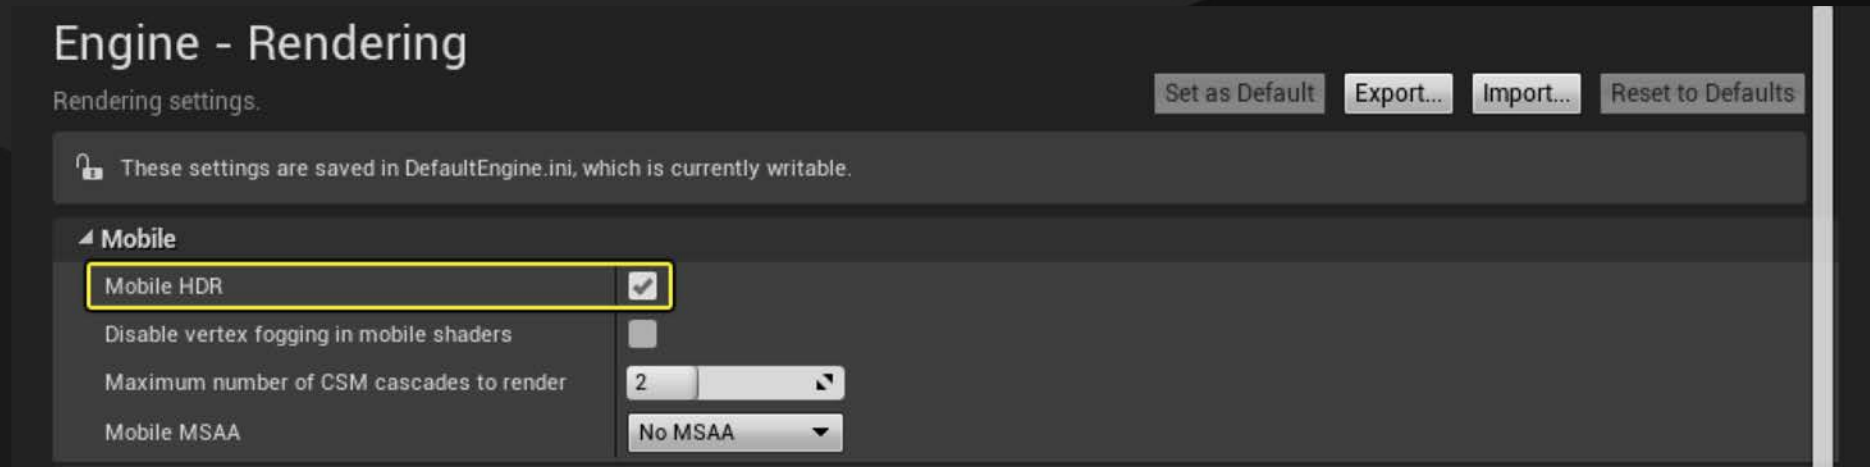 Engine - Rendering
Rendering settings.
Set as Default
Export...
Import...
Reset to Defaults
These settings are saved in DefaultEngine.ini, which is currently writable.
Mobile
Mobile HDR
Disable vertex fogging in mobile shaders
Maximum number of CSM cascades to render
2
Mobile MSAA
No MSAA